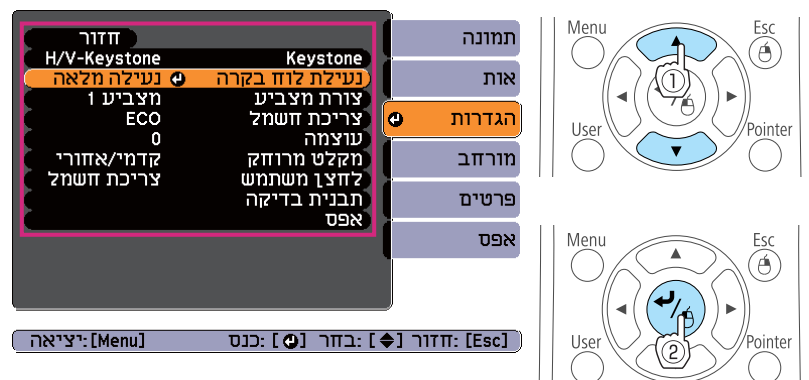 חזור
Keystone H/V-Keystone
נעילת לוח בקרה נעילה מלאה
צורת מצביע מצביע 1
צריכת חשמל ECO
עוצמה 0
מקלט מרוחק קדמי/אחורי
לחצן משתמש צריכת חשמל
תבנית בדיקה
אפס
תמונה
אות
הגדרות
מורחב
פרטים
אפס
[Esc] :חזור [ ] :בחר [ ] :כנס [Menu]:יציאה
Menu
Esc
1
User
Pointer
Menu
Esc
2
User
Pointer